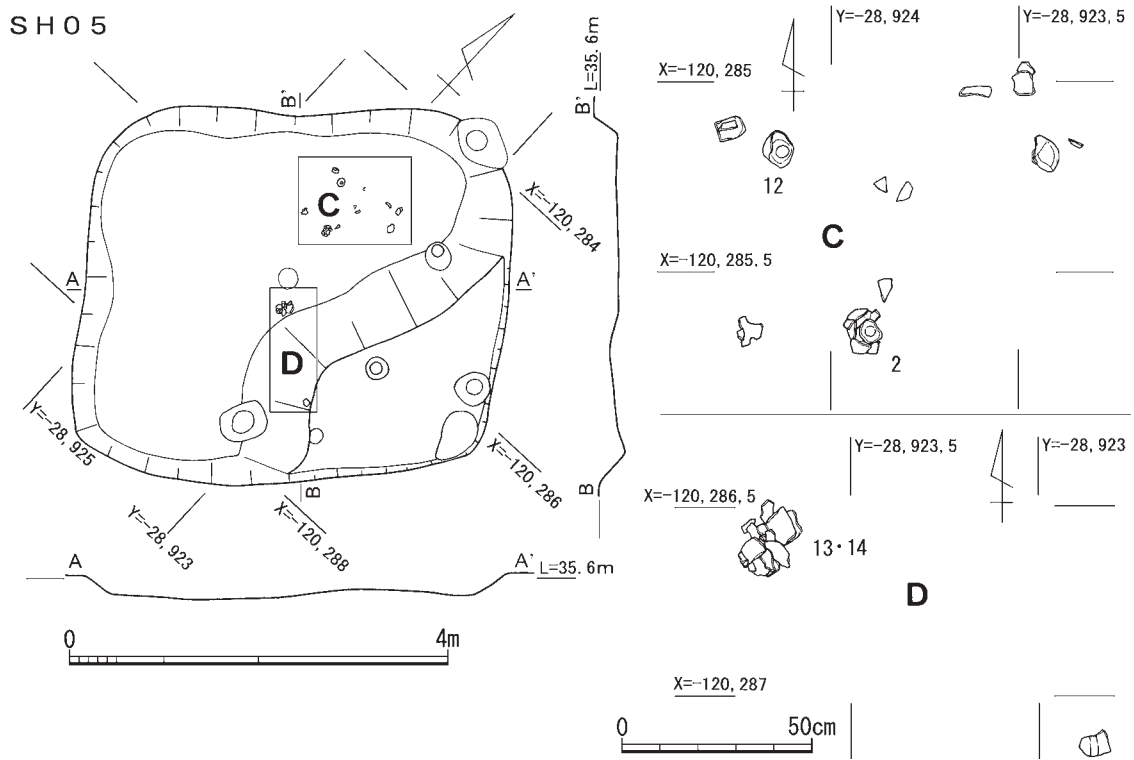 SH05
B'
C
A
A'
D
B
X=-120,284
X=-120,286
X=-120,288
Y=-28,925
Y=-28,923
B'
L=35.6m
B
A
A'
L=35.6m
0
4m
Y=-28,924
Y=-28,923,5
X=-120,285
12
C
X=-120,285,5
2
Y=-28,923,5
Y=-28,923
X=-120,286,5
13・14
D
X=-120,287
0
50cm